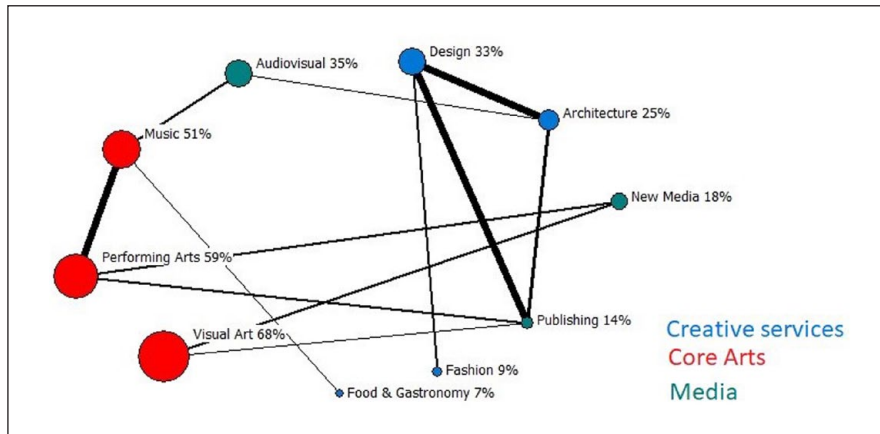 Design 33%
Audiovisual 35%
Architecture 25%
Music 51%
New Media 18%
Performing Arts 59%
Publishing 14%
Visual Art 68%
Fashion 9%
Food & Gastronomy 7%
Creative services
Core Arts
Media